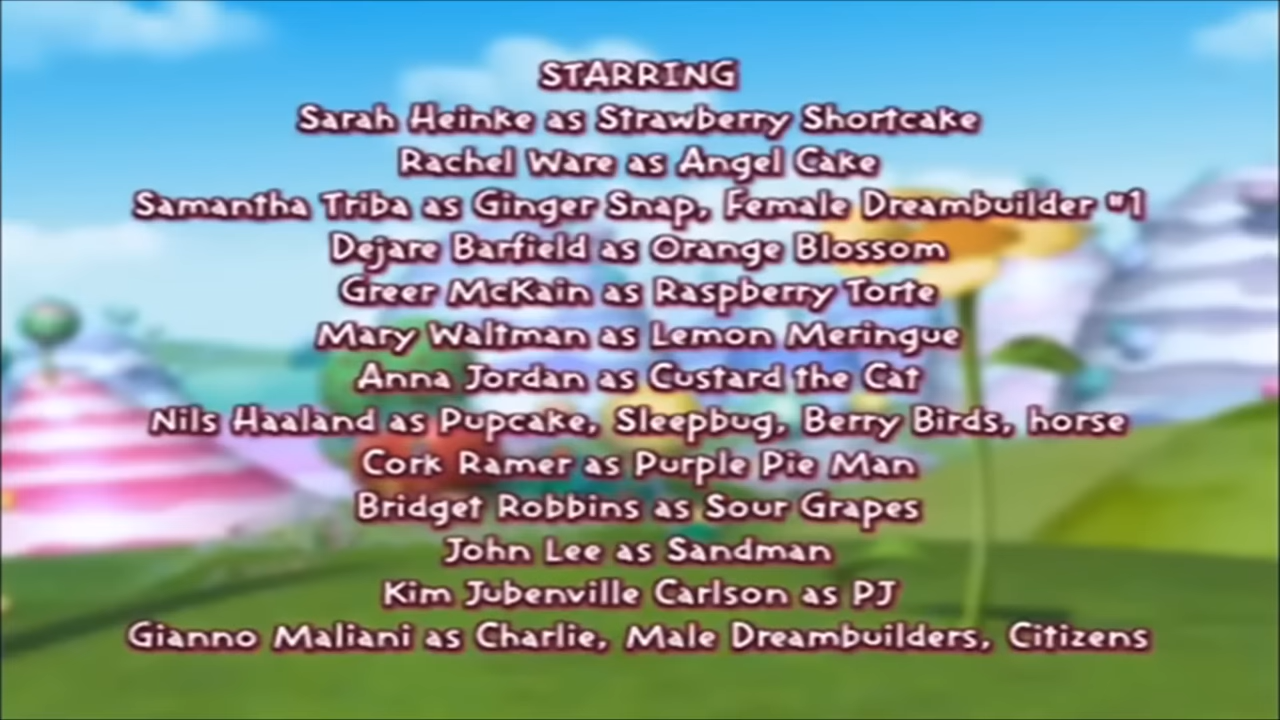 STARRING
Sarah Heinke as Strawberry Shortcake
Rachel Ware as Angel Cake
Samantha Triba as Ginger Snap, Female Dreambuilder #1
Dejare Barfield as Orange Blossom
Greer McKain as Raspberry Torte
Mary Waltman as Lemon Meringue
Anna Jordan as Custard the Cat
Nils Haaland as Pupcake, Sleepbug, Berry Birds, horse
Cork Ramer as Purple Pie Man
Bridget Robbins as Sour Grapes
John Lee as Sandman
Kim Jubenville Carlson as PJ
Gianno Maliani as Charlie, Male Dreambuilders, Citizens